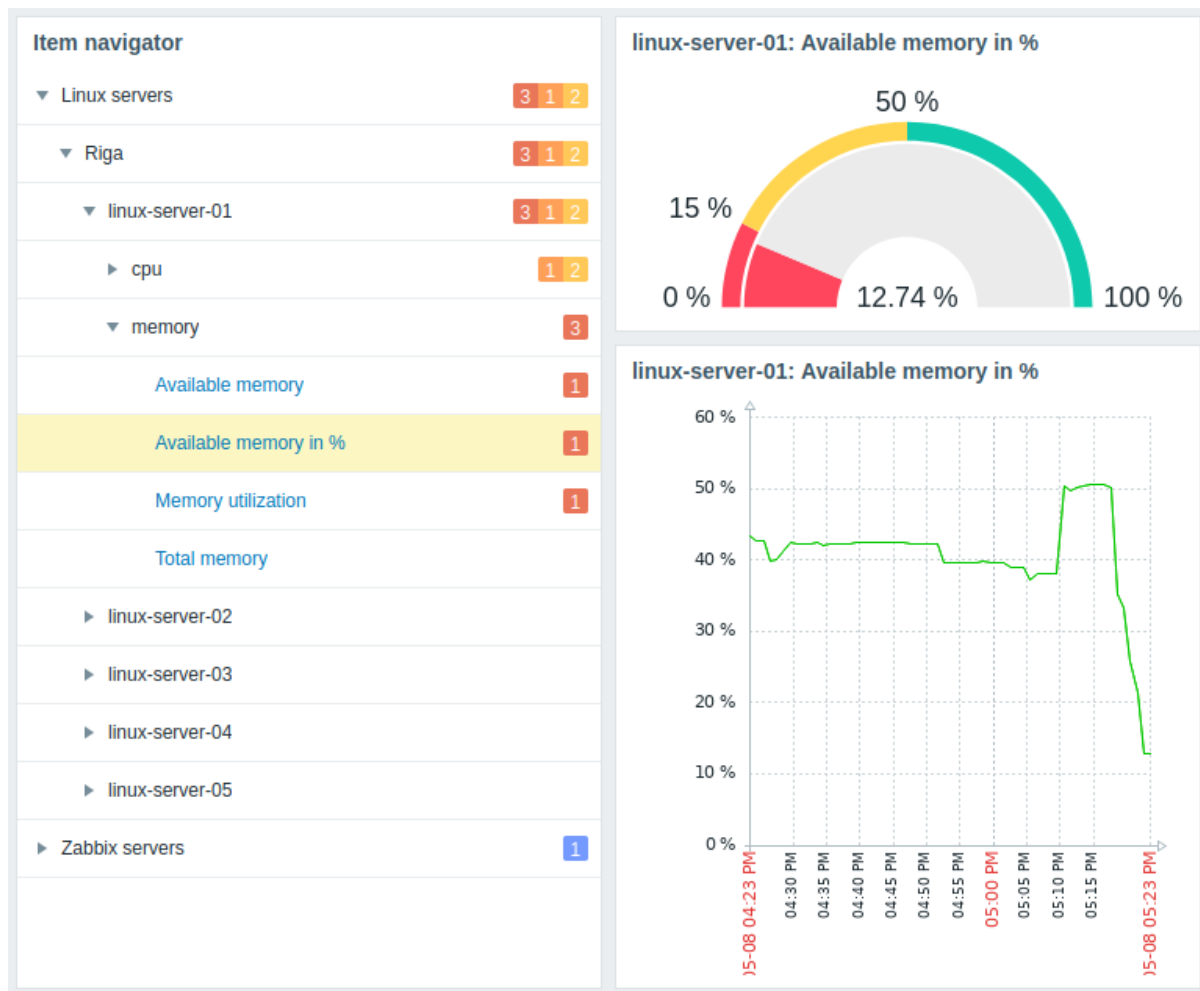 Item navigator
Linux servers 3 1 2
Riga 3 1 2
linux-server-01 3 1 2
cpu 1 2
memory 3
Available memory 1
Available memory in % 1
Memory utilization 1
Total memory
linux-server-02
linux-server-03
linux-server-04
linux-server-05
Zabbix servers 1
linux-server-01: Available memory in %
50 %
15 %
0 % 12.74 % 100 %
linux-server-01: Available memory in %
60 %
50 %
40 %
30 %
20 %
10 %
0 %
05-08 04:23 PM
04:30 PM
04:35 PM
04:40 PM
04:45 PM
04:50 PM
04:55 PM
05:00 PM
05:05 PM
05:10 PM
05:15 PM
05-08 05:23 PM